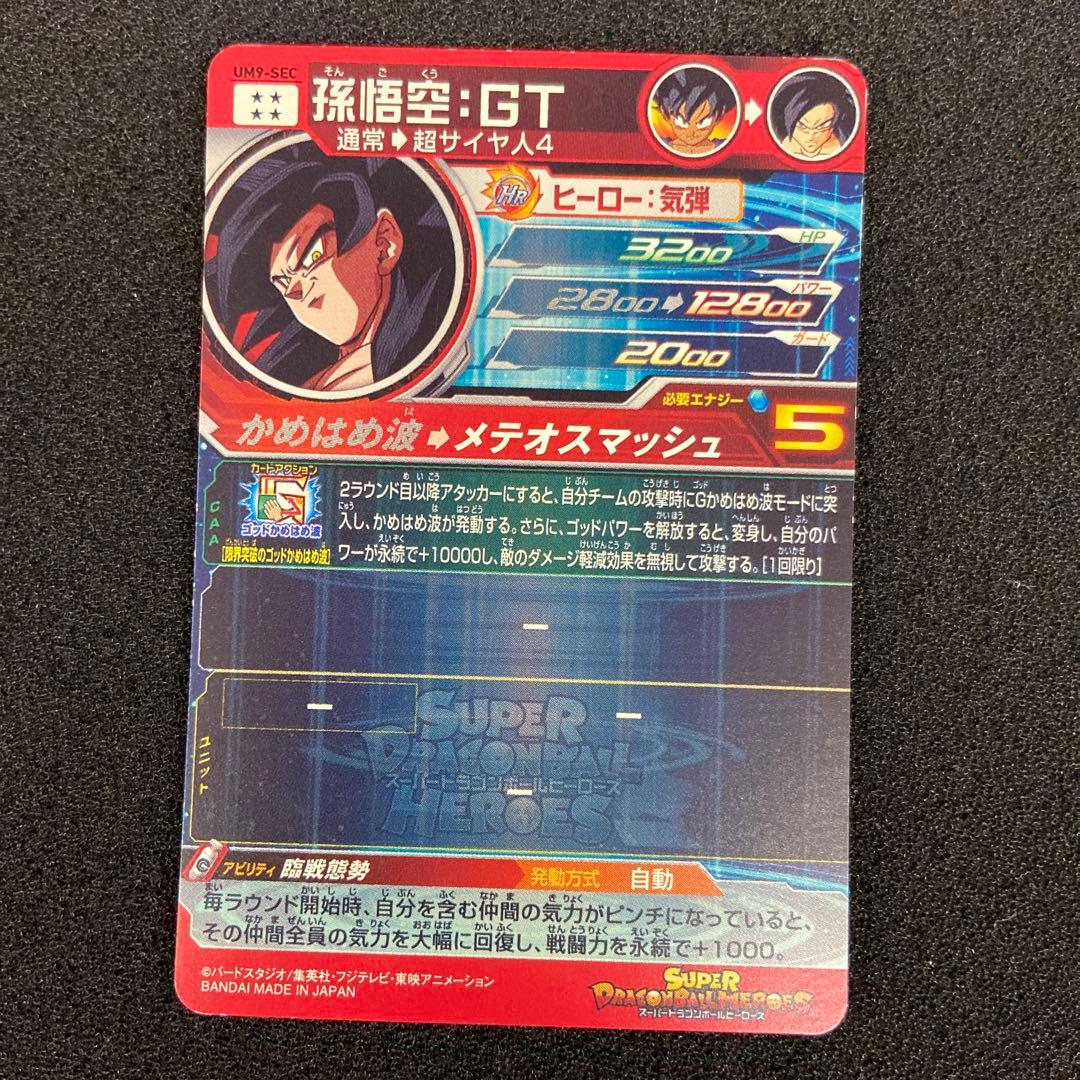 UM9-SEC
孫悟空:GT
そん ご くう
通常➡超サイヤ人4
HR ヒーロー:気弾
3200 HP
2800➡12800 パワー
2000 ガード
必要エナジー 5
かめはめ波➡メテオスマッシュ
は
CAA
カードアクション
ゴッドかめはめ波
[限界突破のゴッドかめはめ波]
2ラウンド目以降アタッカーにすると、自分チームの攻撃時にGかめはめ波モードに突
入し、かめはめ波が発動する。さらに、ゴッドパワーを解放すると、変身し、自分のパ
ワーが永続で+10000し、敵のダメージ軽減効果を無視して攻撃する。[1回限り]
ー
ユニット
ー ー
ー
SUPER
DRAGONBALL
スーパードラゴンボールヒーローズ
HEROES
アビリティ 臨戦態勢 発動方式 自動
毎ラウンド開始時、自分を含む仲間の気力がピンチになっていると、
その仲間全員の気力を大幅に回復し、戦闘力を永続で+1000。
©バードスタジオ/集英社・フジテレビ・東映アニメーション
BANDAI MADE IN JAPAN
SUPER
DRAGONBALL HEROES
スーパードラゴンボールヒーローズ